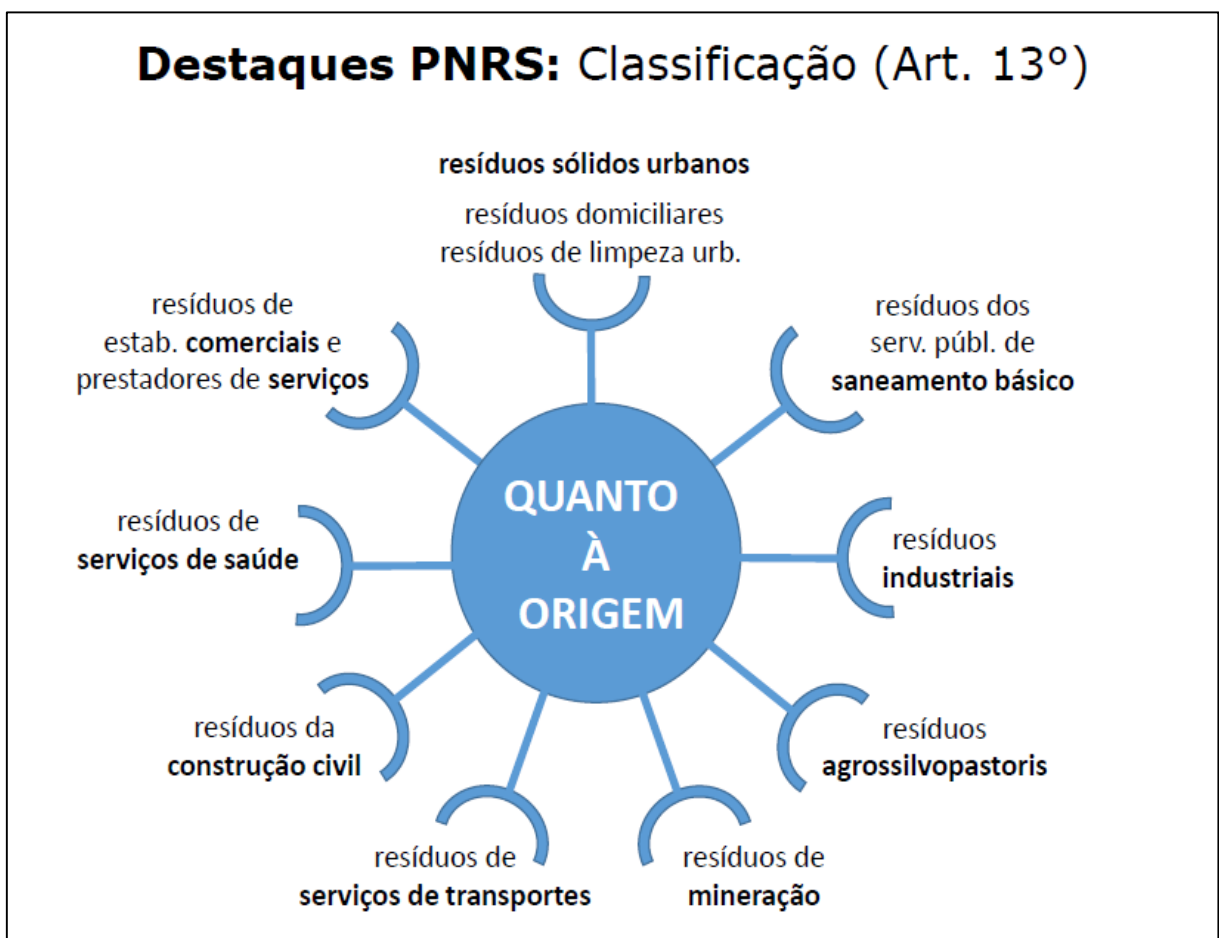 Destaques PNRS: Classificação (Art. 13°)
resíduos sólidos urbanos
resíduos domiciliares
resíduos de limpeza urb.
resíduos de
estab. comerciais e
prestadores de serviços
resíduos dos
serv. públ. de
saneamento básico
QUANTO
À
ORIGEM
resíduos de
serviços de saúde
resíduos
industriais
resíduos da
construção civil
resíduos
agrossilvopastoris
resíduos de
serviços de transportes
resíduos de
mineração